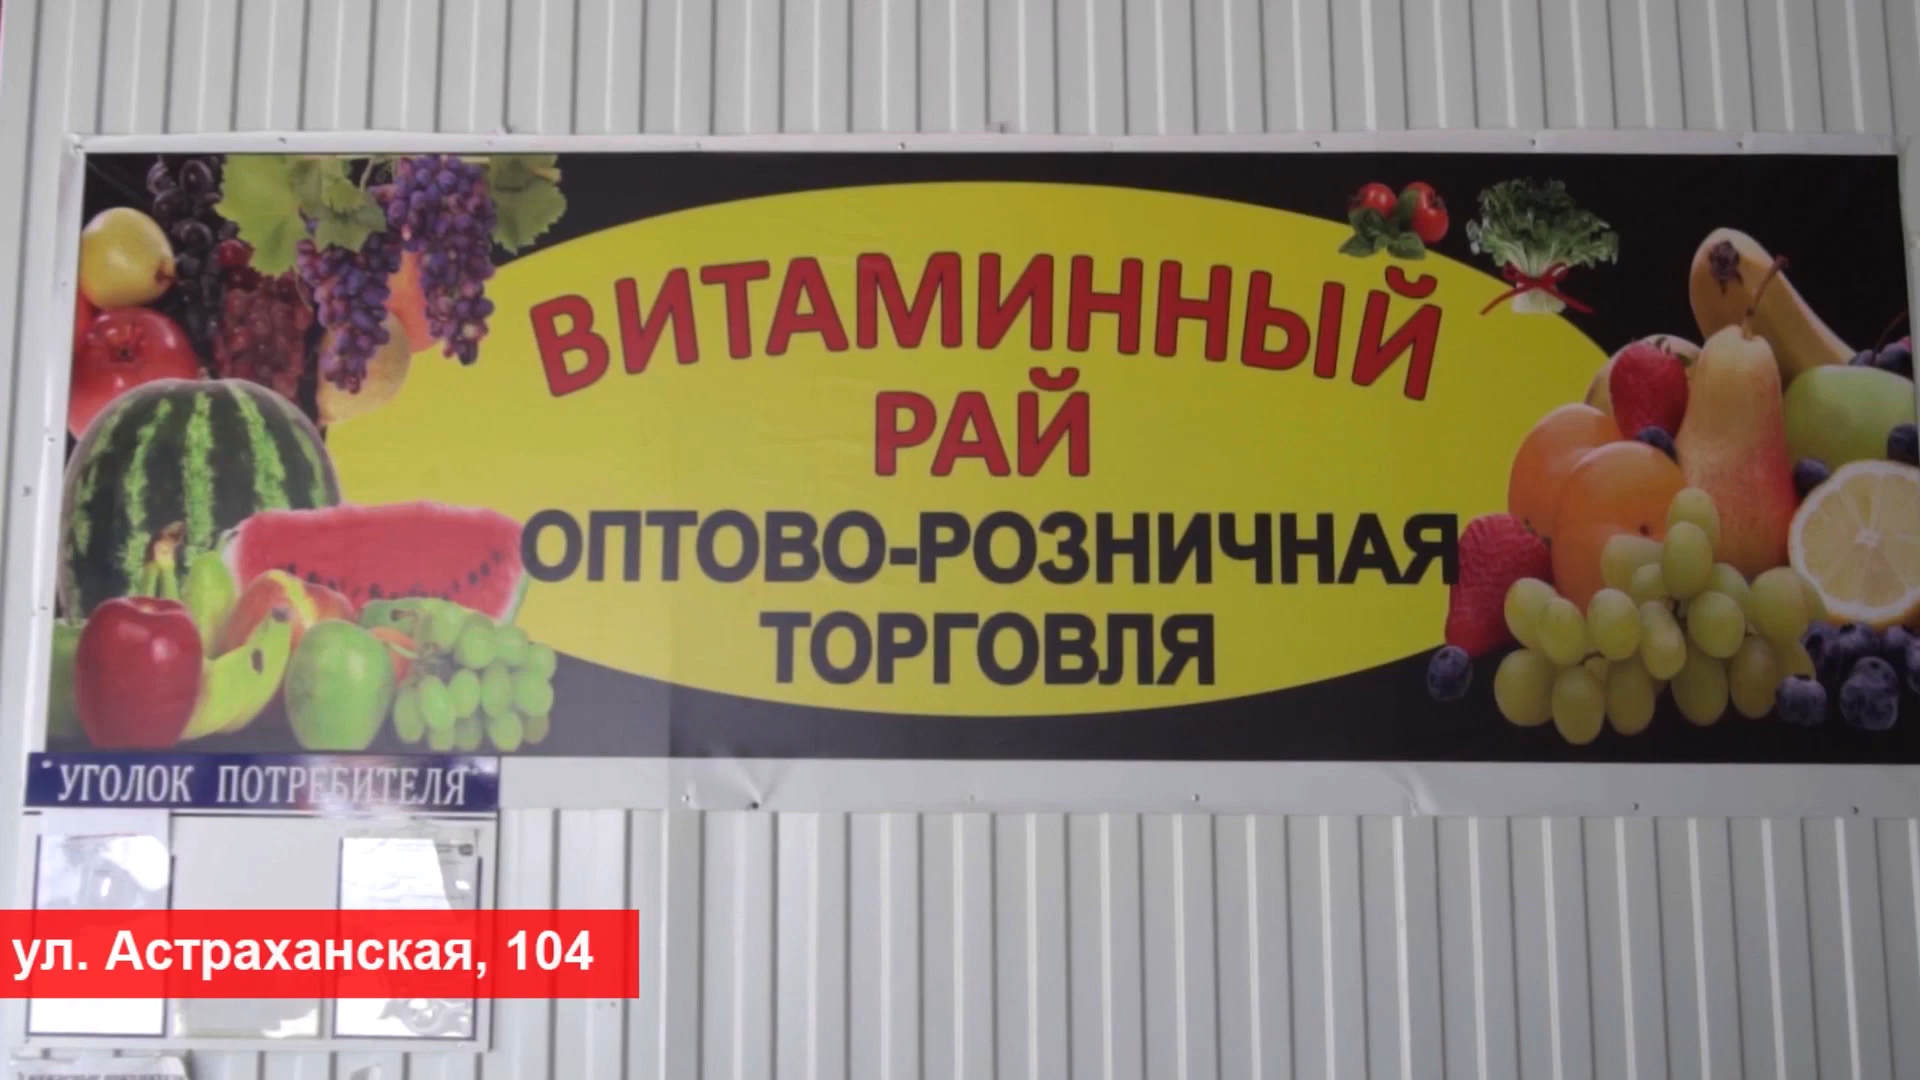 ВИТАМИННЫЙ
РАЙ
ОПТОВО-РОЗНИЧНАЯ
ТОРГОВЛЯ
"УГОЛОК ПОТРЕБИТЕЛЯ"
ул. Астраханская, 104